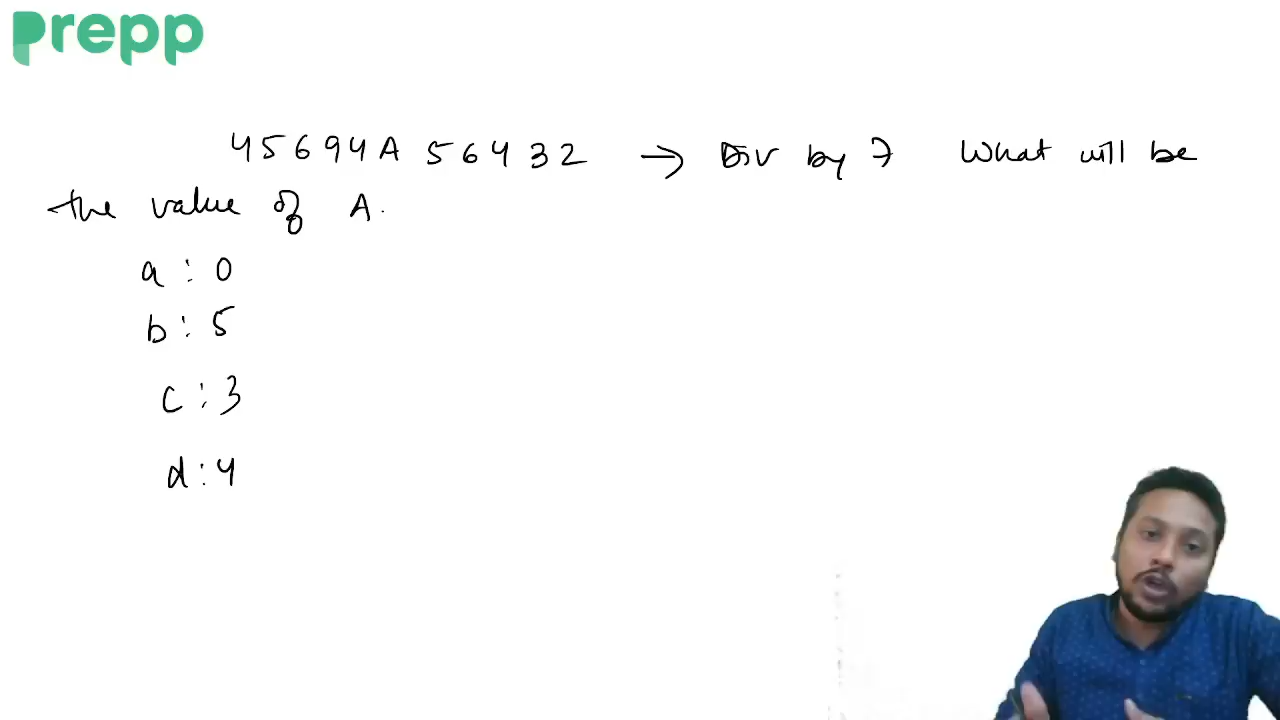 Prepp
45694A 56432 → Div by 7 What will be
the value of A.
a : 0
b : 5
c : 3
d : 4